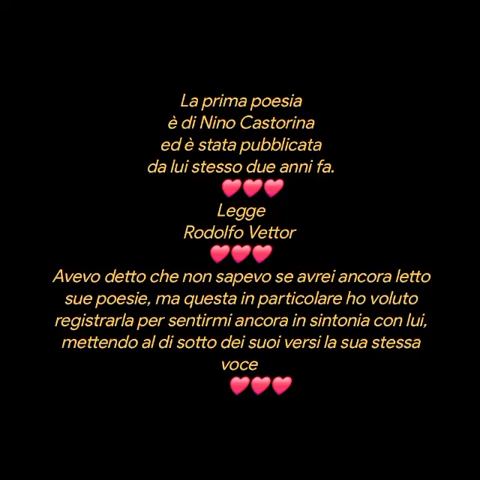 La prima poesia
è di Nino Castorina
ed è stata pubblicata
da lui stesso due anni fa.
💗💗💗
Legge
Rodolfo Vettor
💗💗💗
Avevo detto che non sapevo se avrei ancora letto
sue poesie, ma questa in particolare ho voluto
registrarla per sentirmi ancora in sintonia con lui,
mettendo al di sotto dei suoi versi la sua stessa
voce
💗💗💗